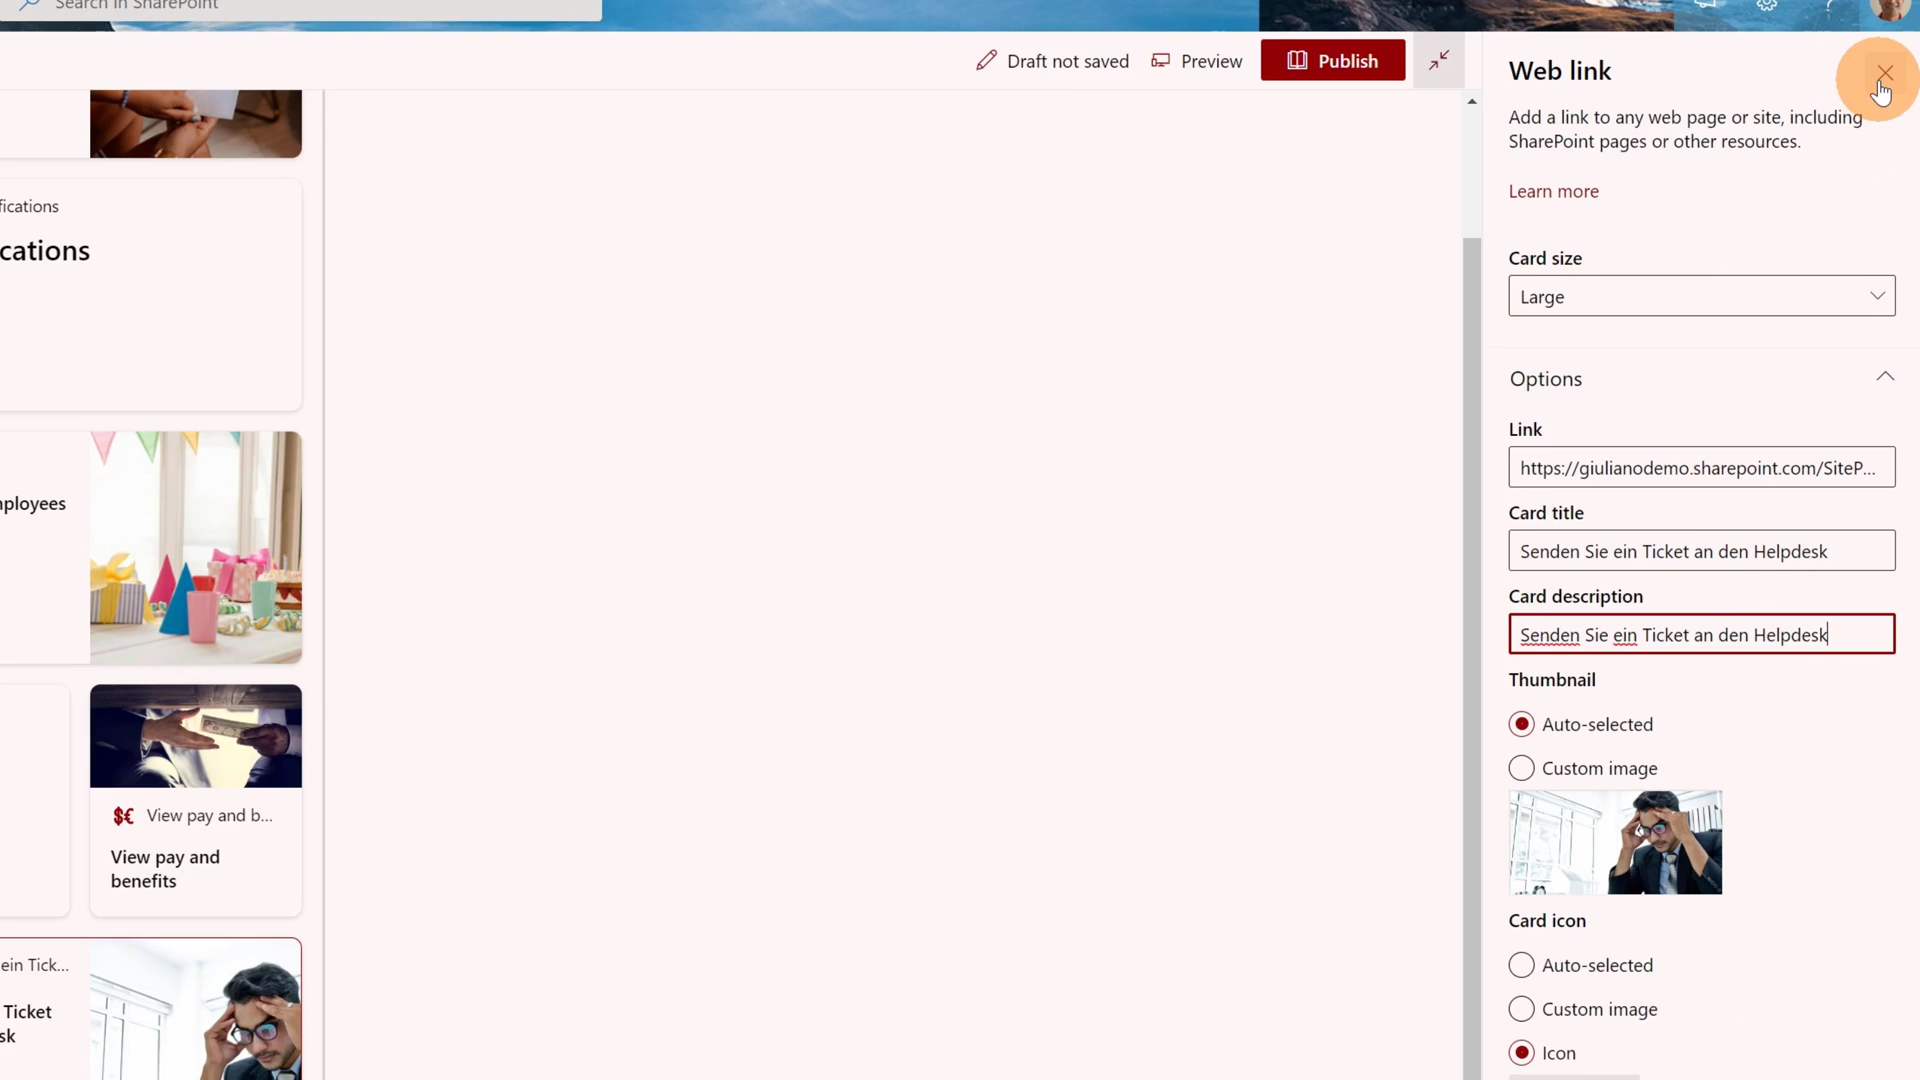 Search in SharePoint
Draft not saved
Preview
Publish
fications
cations
nployees
$€ View pay and b...
View pay and
benefits
ein Tick...
Ticket
sk
Web link
Add a link to any web page or site, including
SharePoint pages or other resources.
Learn more
Card size
Large
Options
Link
https://giulianodemo.sharepoint.com/SiteP...
Card title
Senden Sie ein Ticket an den Helpdesk
Card description
Senden Sie ein Ticket an den Helpdesk
Thumbnail
Auto-selected
Custom image
Card icon
Auto-selected
Custom image
Icon